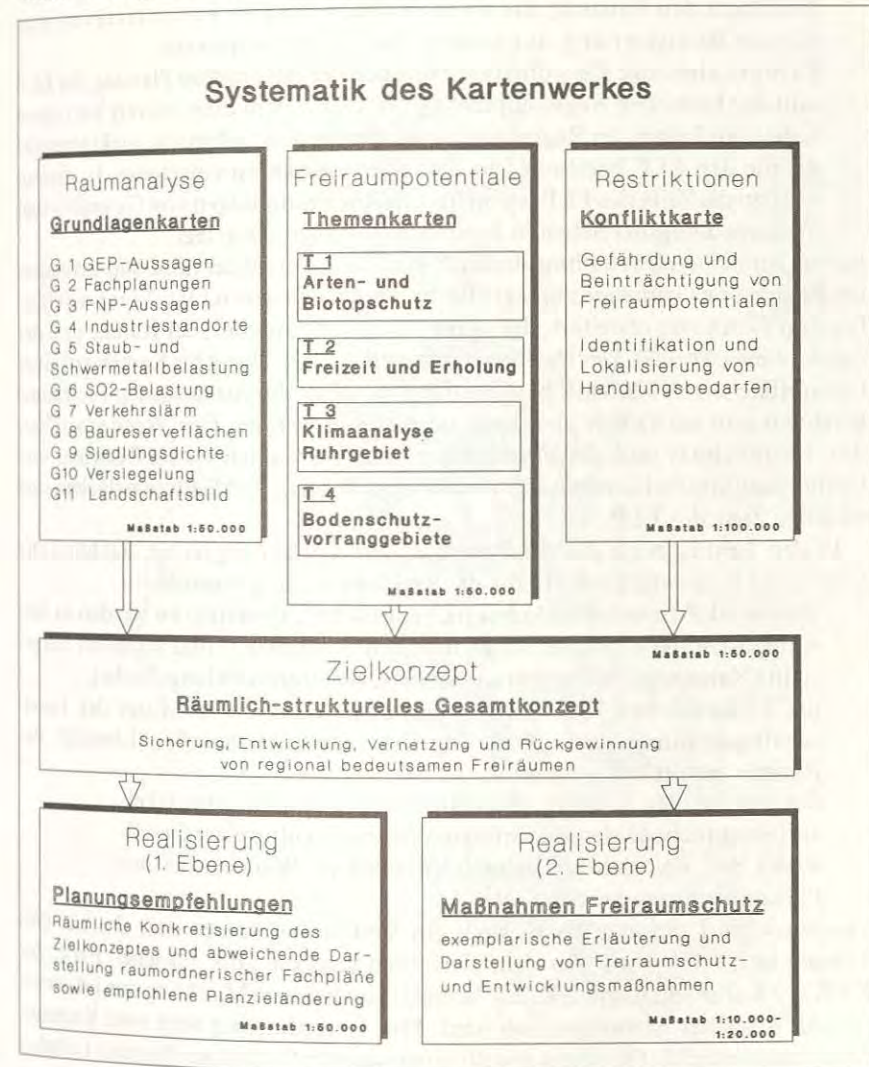 Systematik des Kartenwerkes
Raumanalyse
Grundlagenkarten
G 1 GEP-Aussagen
G 2 Fachplanungen
G 3 FNP-Aussagen
G 4 Industriestandorte
G 5 Staub- und
Schwermetallbelastung
G 6 SO2-Belastung
G 7 Verkehrslärm
G 8 Baureserveflächen
G 9 Siedlungsdichte
G10 Versiegelung
G11 Landschaftsbild
Maßstab 1:50.000
Freiraumpotentiale
Themenkarten
T 1
Arten- und
Biotopschutz
T 2
Freizeit und Erholung
T 3
Klimaanalyse
Ruhrgebiet
T 4
Bodenschutz-
vorranggebiete
Maßstab 1:50.000
Restriktionen
Konfliktkarte
Gefährdung und
Beinträchtigung von
Freiraumpotentialen
Identifikation und
Lokalisierung von
Handlungsbedarfen
Maßstab 1:100.000
Maßstab 1:50.000
Zielkonzept
Räumlich-strukturelles Gesamtkonzept
Sicherung, Entwicklung, Vernetzung und Rückgewinnung
von regional bedeutsamen Freiräumen
Realisierung
(1. Ebene)
Planungsempfehlungen
Räumliche Konkretisierung des
Zielkonzeptes und abweichende Dar-
stellung raumordnerischer Fachpläne
sowie empfohlene Planzieländerung
Maßstab 1:50.000
Realisierung
(2. Ebene)
Maßnahmen Freiraumschutz
exemplarische Erläuterung und
Darstellung von Freiraumschutz-
und Entwicklungsmaßnahmen
Maßstab 1:10.000-
1:20.000